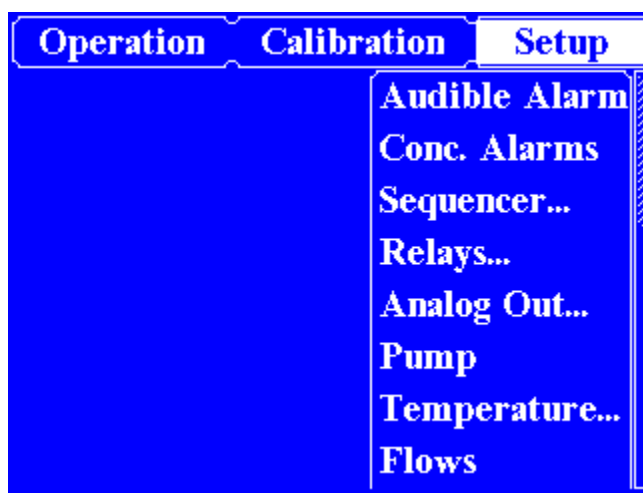 Operation Calibration Setup
Audible Alarm
Conc. Alarms
Sequencer...
Relays...
Analog Out...
Pump
Temperature...
Flows